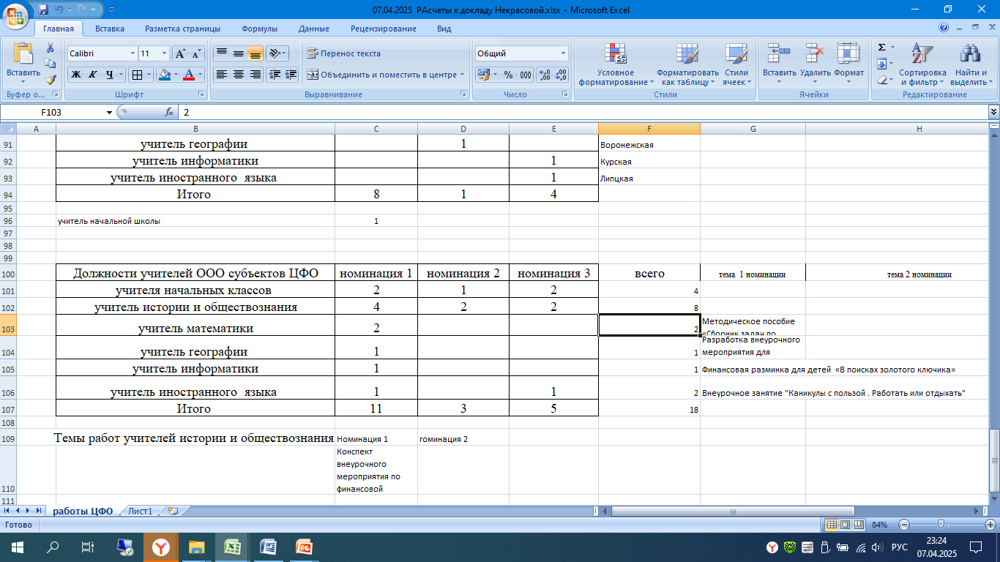 07.04.2025 РАсчеты к докладу Некрасовой.xlsx - Microsoft Excel
Главная Вставка Разметка страницы Формулы Данные Рецензирование Вид
Calibri 11 Перенос текста Общий
Вставить Ж К Ч А Объединить и поместить в центре % 000 Условное форматирование Форматировать как таблицу Стили ячеек Вставить Удалить Формат Σ Сортировка и фильтр Найти и выделить
Буфер о... Шрифт Выравнивание Число Стили Ячейки Редактирование
F103 fx 2
A B C D E F G H
91 учитель географии 1 Воронежская
92 учитель информатики 1 Курская
93 учитель иностранного языка 1 Липцкая
94 Итого 8 1 4
95
96 учитель начальной школы 1
97
98
99
100 Должности учителей ООО субъектов ЦФО номинация 1 номинация 2 номинация 3 всего тема 1 номинации тема 2 номинации
101 учителя начальных классов 2 1 2 4
102 учитель истории и обществознания 4 2 2 8
Методическое пособие
103 учитель математики 2 2 «Сборник задач по
Разработка внеурочного
104 учитель географии 1 1 мероприятия для
105 учитель информатики 1 1 Финансовая разминка для детей «В поисках золотого ключика»
106 учитель иностранного языка 1 1 2 Внеурочное занятие "Каникулы с пользой . Работать или отдыхать"
107 Итого 11 3 5 18
108
109 Темы работ учителей истории и обществознания Номинация 1 гоминация 2
Конспект
внеурочного
мероприятия по
110 финансовой
111
работы ЦФО Лист1
Готово 84%
РУС 23:24
07.04.2025